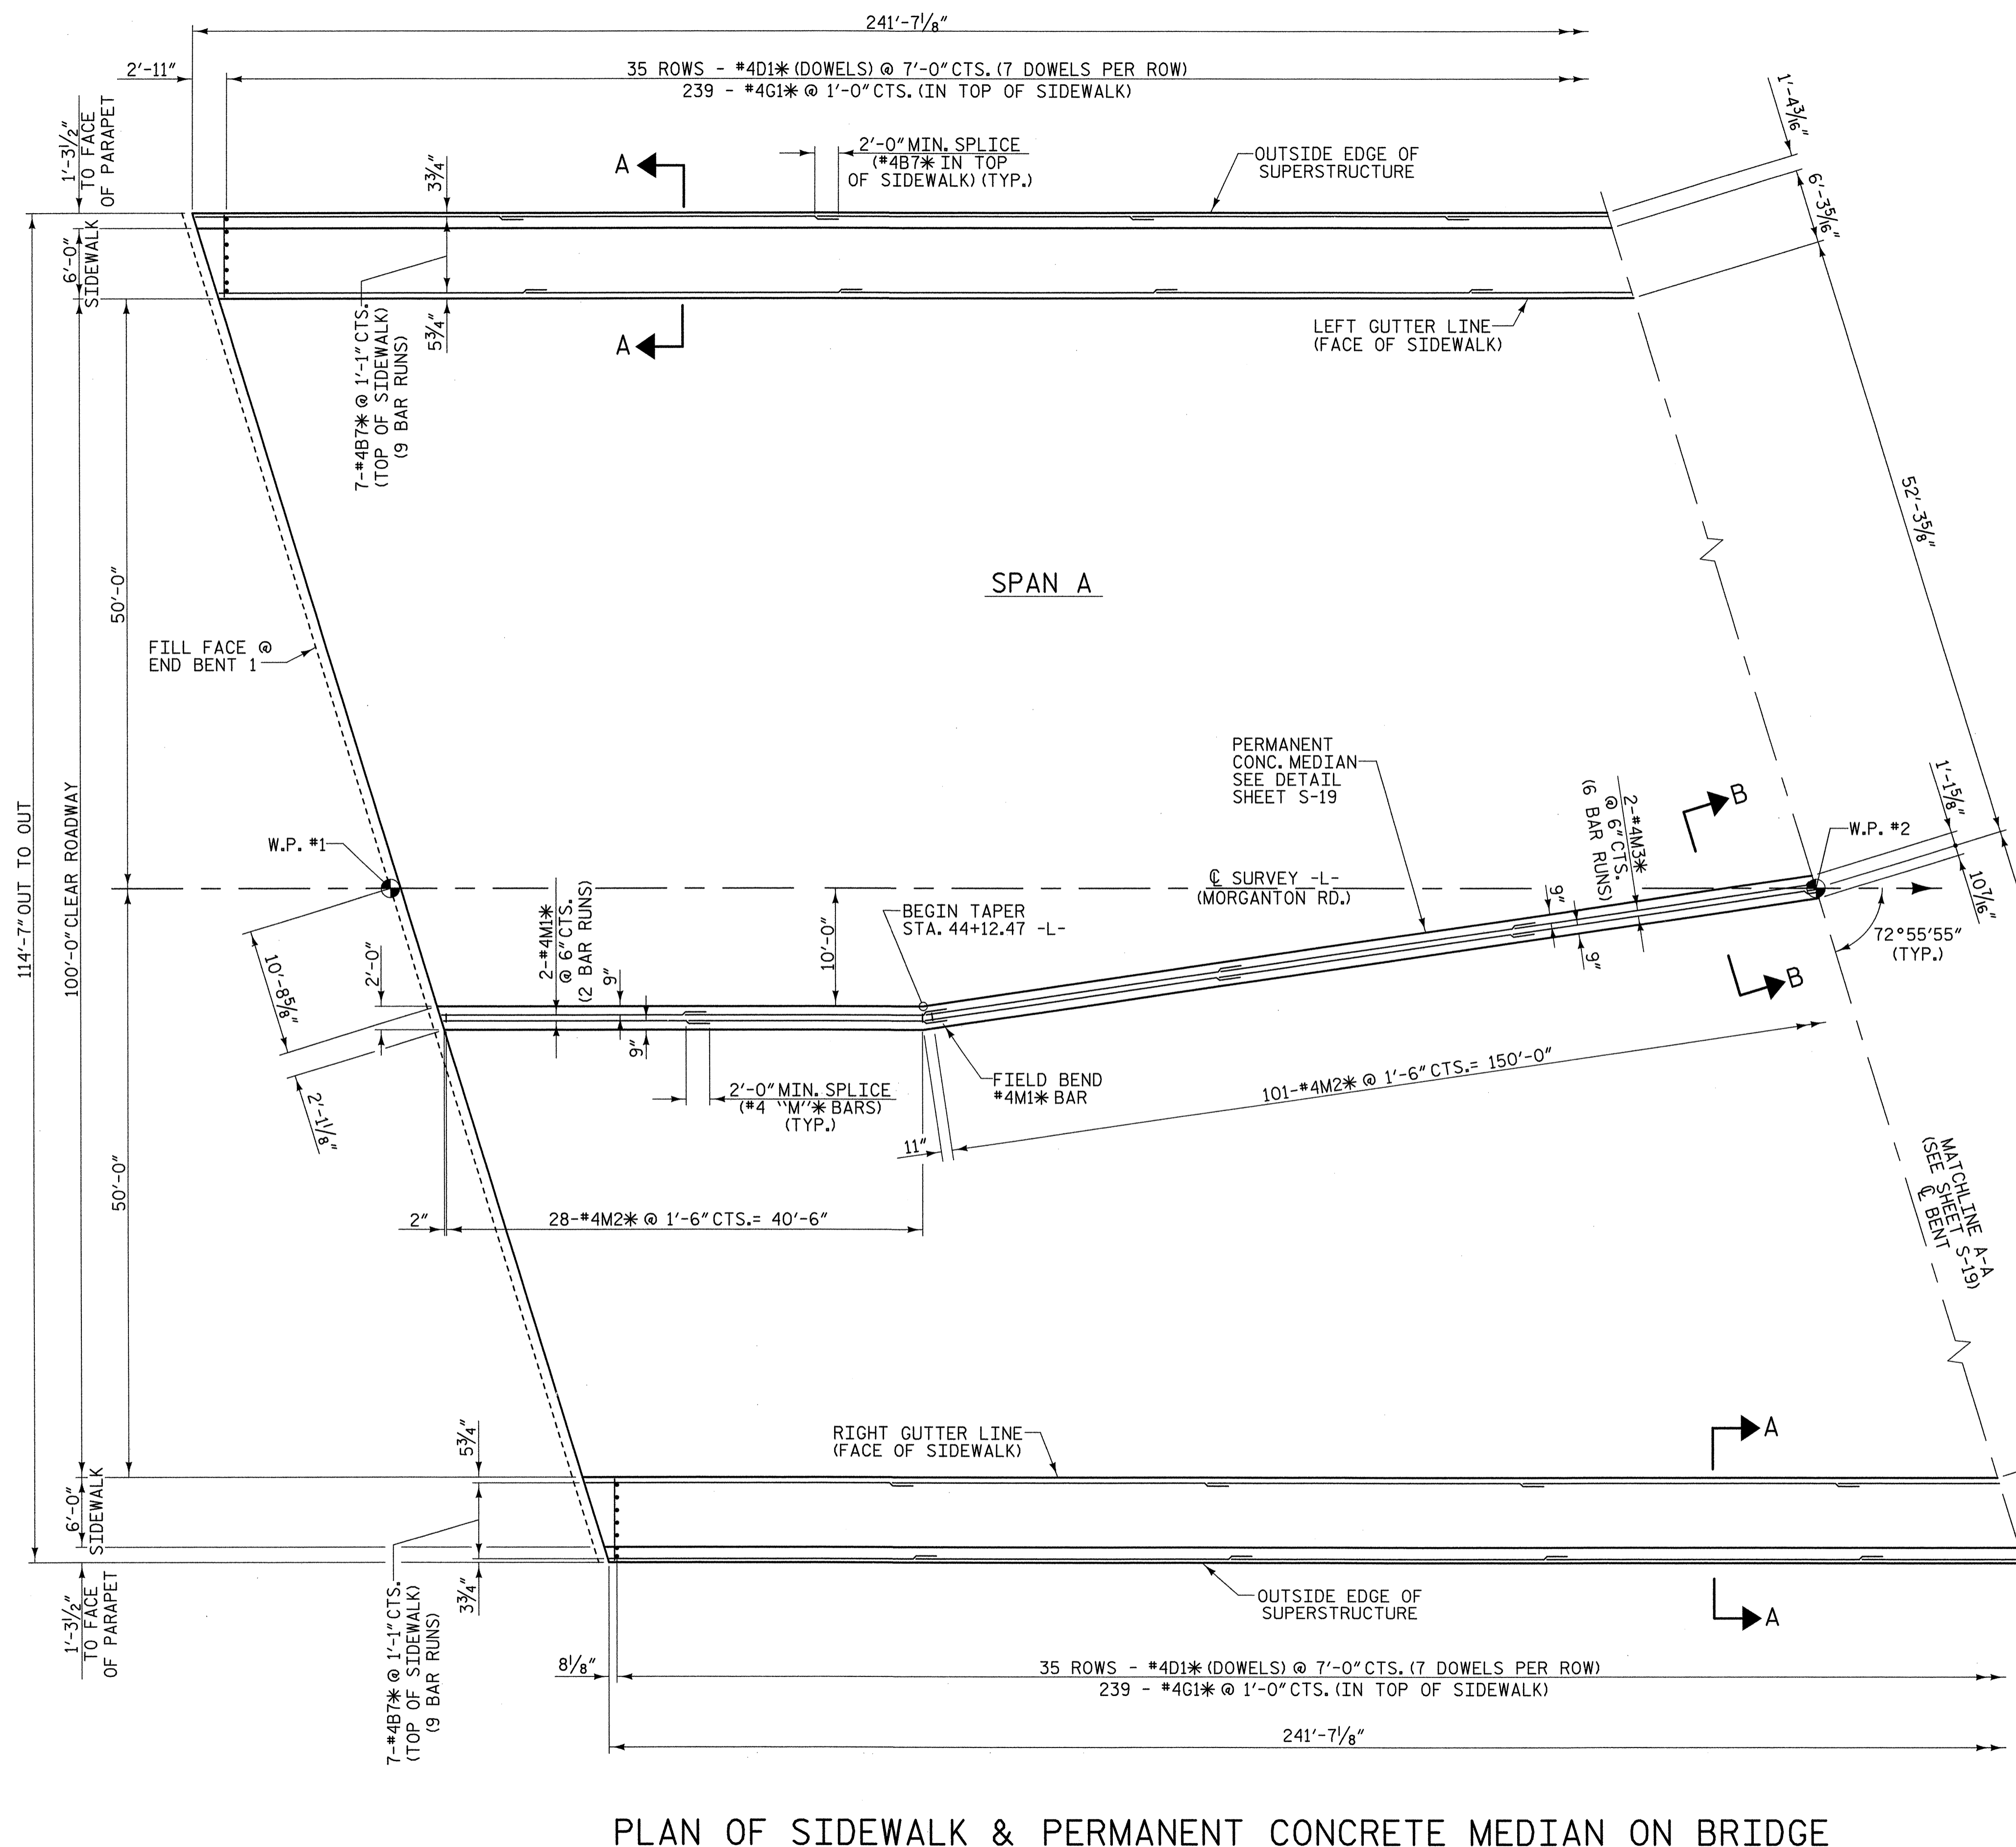 241'-7 1/8"
2'-11"
35 ROWS - #4D1* (DOWELS) @ 7'-0" CTS. (7 DOWELS PER ROW)
239 - #4G1* @ 1'-0" CTS. (IN TOP OF SIDEWALK)
1'-3 1/2"
TO FACE
OF PARAPET
6'-0"
SIDEWALK
3 3/4"
5 3/4"
7-#4B7* @ 1'-1" CTS.
(TOP OF SIDEWALK)
(9 BAR RUNS)
A
A
2'-0" MIN. SPLICE
(#4B7* IN TOP
OF SIDEWALK) (TYP.)
OUTSIDE EDGE OF
SUPERSTRUCTURE
LEFT GUTTER LINE
(FACE OF SIDEWALK)
1'-4 3/16"
6'-3 5/16"
52'-3 5/8"
SPAN A
50'-0"
FILL FACE @
END BENT 1
114'-7" OUT TO OUT
100'-0" CLEAR ROADWAY
W.P. #1
PERMANENT
CONC. MEDIAN
SEE DETAIL
SHEET S-19
2-#4M3*
@ 6" CTS.
(6 BAR RUNS)
B
B
1'-1 5/8"
W.P. #2
10 7/16"
72°55'55"
(TYP.)
℄ SURVEY -L-
(MORGANTON RD.)
9"
9"
BEGIN TAPER
STA. 44+12.47 -L-
10'-0"
2-#4M1*
@ 6" CTS.
(2 BAR RUNS)
9"
9"
2'-0"
10'-8 5/8"
2'-1 1/8"
2'-0" MIN. SPLICE
(#4 "M"* BARS)
(TYP.)
FIELD BEND
#4M1* BAR
101-#4M2* @ 1'-6" CTS.= 150'-0"
11"
2"
28-#4M2* @ 1'-6" CTS.= 40'-6"
50'-0"
MATCHLINE A-A
(SEE SHEET S-19)
℄ BENT
RIGHT GUTTER LINE
(FACE OF SIDEWALK)
A
A
5 3/4"
3 3/4"
6'-0"
SIDEWALK
1'-3 1/2"
TO FACE
OF PARAPET
7-#4B7* @ 1'-1" CTS.
(TOP OF SIDEWALK)
(9 BAR RUNS)
OUTSIDE EDGE OF
SUPERSTRUCTURE
8 1/8"
35 ROWS - #4D1* (DOWELS) @ 7'-0" CTS. (7 DOWELS PER ROW)
239 - #4G1* @ 1'-0" CTS. (IN TOP OF SIDEWALK)
241'-7 1/8"
PLAN OF SIDEWALK & PERMANENT CONCRETE MEDIAN ON BRIDGE